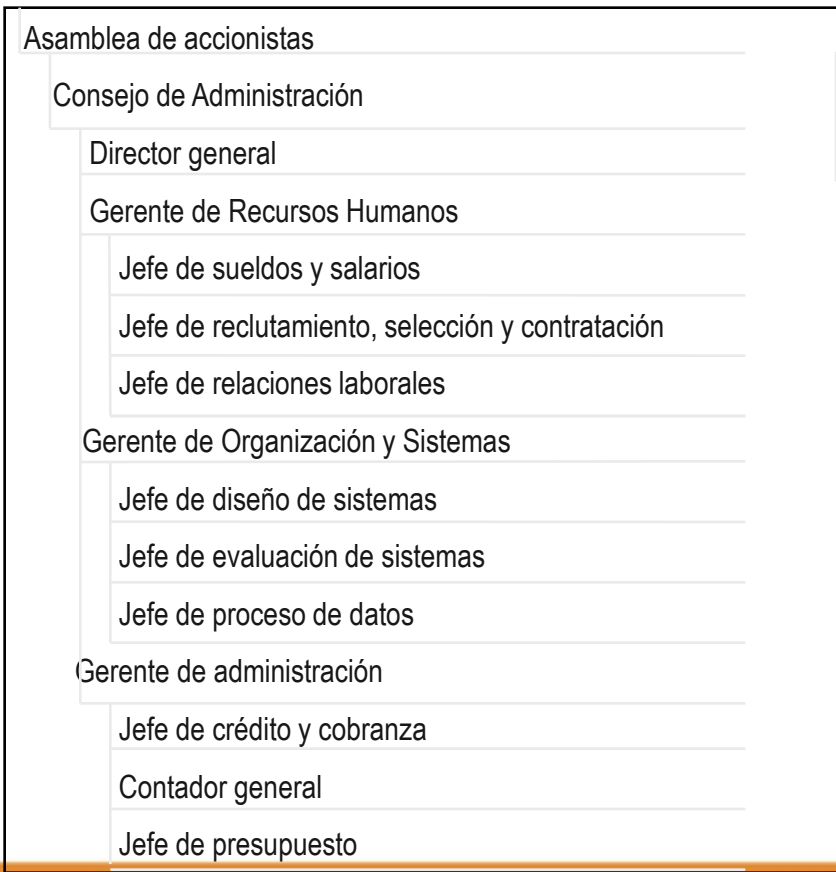 Asamblea de accionistas
Consejo de Administración
Director general
Gerente de Recursos Humanos
Jefe de sueldos y salarios
Jefe de reclutamiento, selección y contratación
Jefe de relaciones laborales
Gerente de Organización y Sistemas
Jefe de diseño de sistemas
Jefe de evaluación de sistemas
Jefe de proceso de datos
Gerente de administración
Jefe de crédito y cobranza
Contador general
Jefe de presupuesto